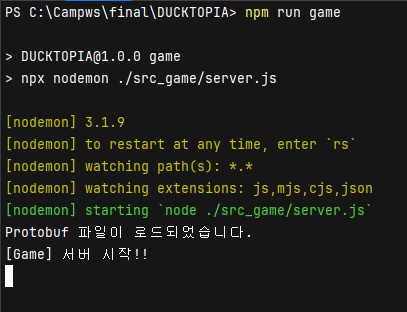 PS C:\Campws\final\DUCKTOPIA> npm run game
> DUCKTOPIA@1.0.0 game
> npx nodemon ./src_game/server.js
[nodemon] 3.1.9
[nodemon] to restart at any time, enter `rs`
[nodemon] watching path(s): *.*
[nodemon] watching extensions: js,mjs,cjs,json
[nodemon] starting `node ./src_game/server.js`
Protobuf 파일이 로드되었습니다.
[Game] 서버 시작!!